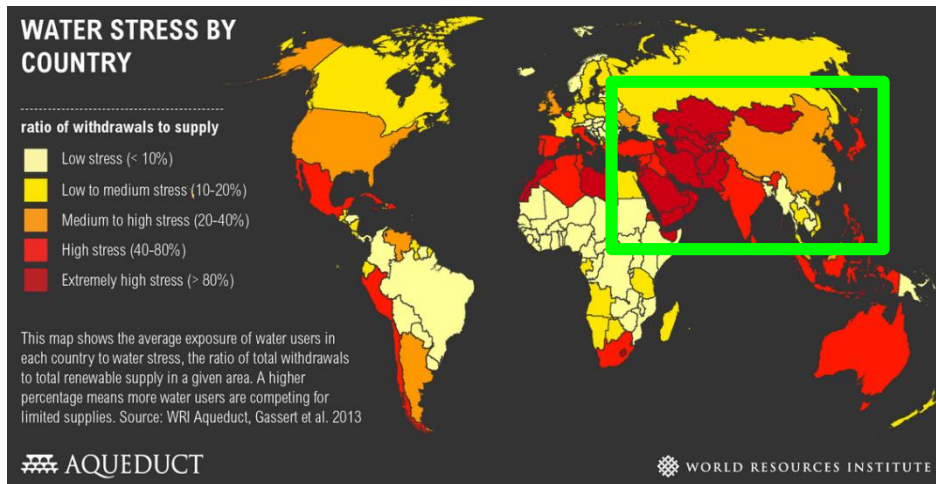 WATER STRESS BY
COUNTRY
ratio of withdrawals to supply
Low stress (< 10%)
Low to medium stress (10-20%)
Medium to high stress (20-40%)
High stress (40-80%)
Extremely high stress (> 80%)
This map shows the average exposure of water users in
each country to water stress, the ratio of total withdrawals
to total renewable supply in a given area. A higher
percentage means more water users are competing for
limited supplies. Source: WRI Aqueduct, Gassert et al. 2013
AQUEDUCT
WORLD RESOURCES INSTITUTE